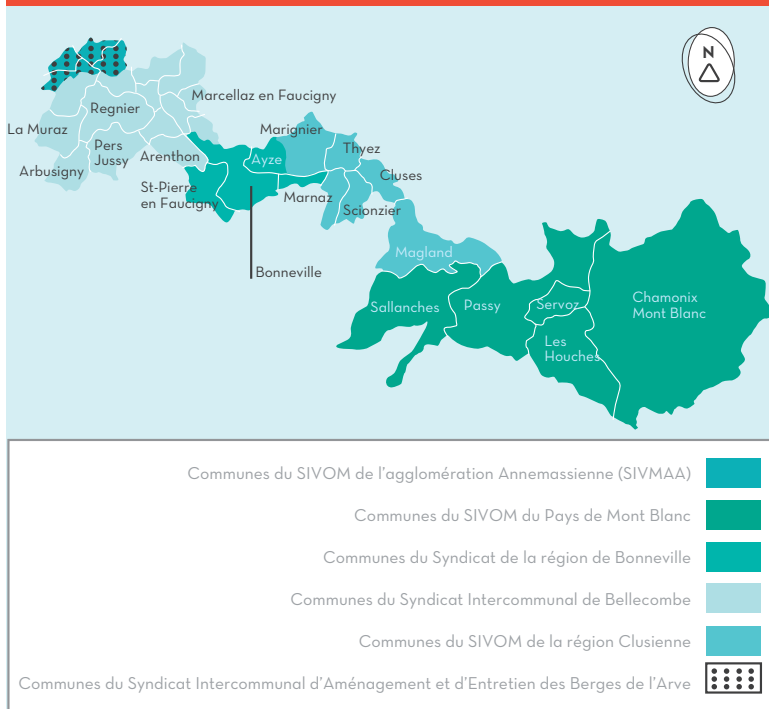 N
Marcellaz en Faucigny
Regnier
La Muraz
Marignier
Pers
Jussy
Thyez
Arenthon
Ayze
Arbusigny
Cluses
St-Pierre
en Faucigny
Marnaz
Scionzier
Magland
Bonneville
Sallanches
Passy
Servoz
Chamonix
Mont Blanc
Les
Houches
Communes du SIVOM de l'agglomération Annemassienne (SIVMAA)
Communes du SIVOM du Pays de Mont Blanc
Communes du Syndicat de la région de Bonneville
Communes du Syndicat Intercommunal de Bellecombe
Communes du SIVOM de la région Clusienne
Communes du Syndicat Intercommunal d'Aménagement et d'Entretien des Berges de l'Arve